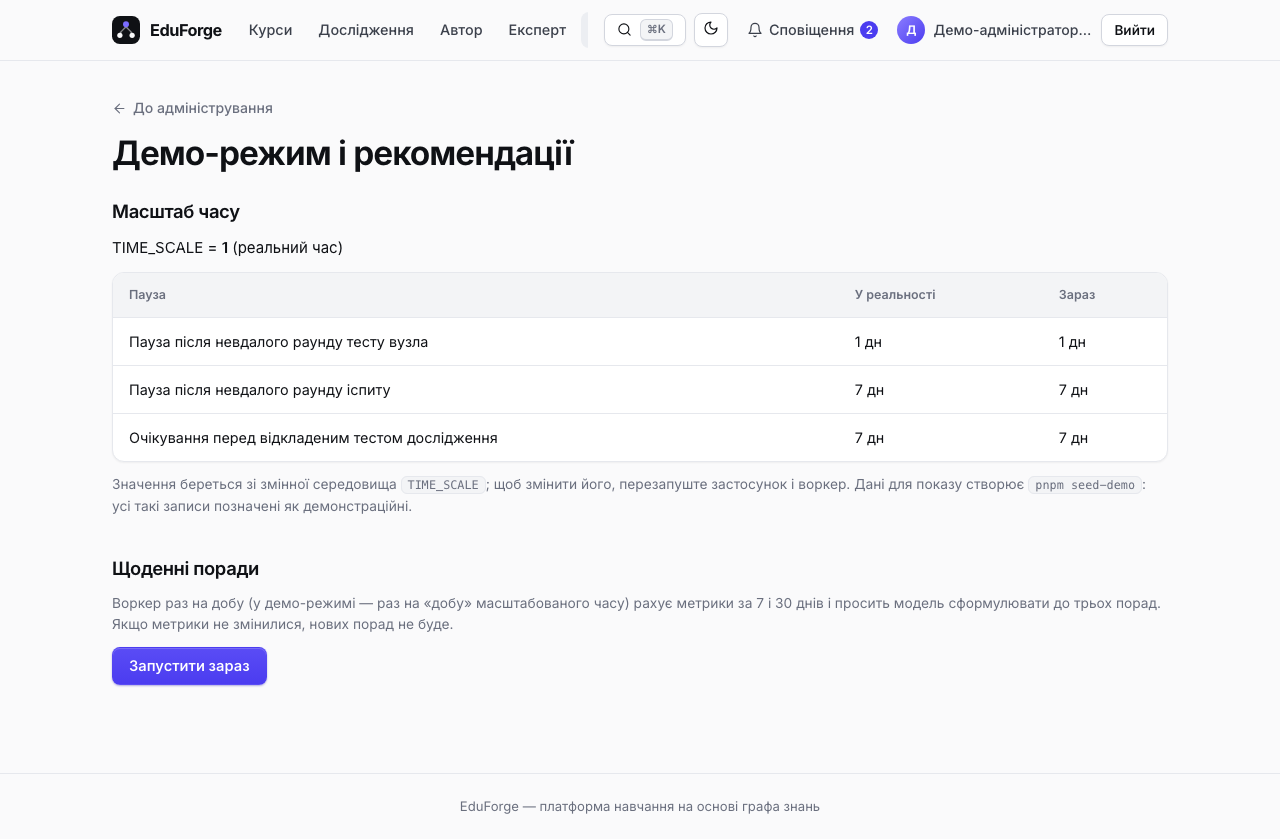 EduForge Курси Дослідження Автор Експерт ⌘K Сповіщення 2 Д Демо-адміністратор… Вийти
← До адміністрування
Демо-режим і рекомендації
Масштаб часу
TIME_SCALE = 1 (реальний час)
Пауза У реальності Зараз
Пауза після невдалого раунду тесту вузла 1 дн 1 дн
Пауза після невдалого раунду іспиту 7 дн 7 дн
Очікування перед відкладеним тестом дослідження 7 дн 7 дн
Значення береться зі змінної середовища TIME_SCALE; щоб змінити його, перезапустe застосунок і воркер. Дані для показу створює pnpm seed-demo:
усі такі записи позначені як демонстраційні.
Щоденні поради
Воркер раз на добу (у демо-режимі — раз на «добу» масштабованого часу) рахує метрики за 7 і 30 днів і просить модель сформулювати до трьох порад.
Якщо метрики не змінилися, нових порад не буде.
Запустити зараз
EduForge — платформа навчання на основі графа знань